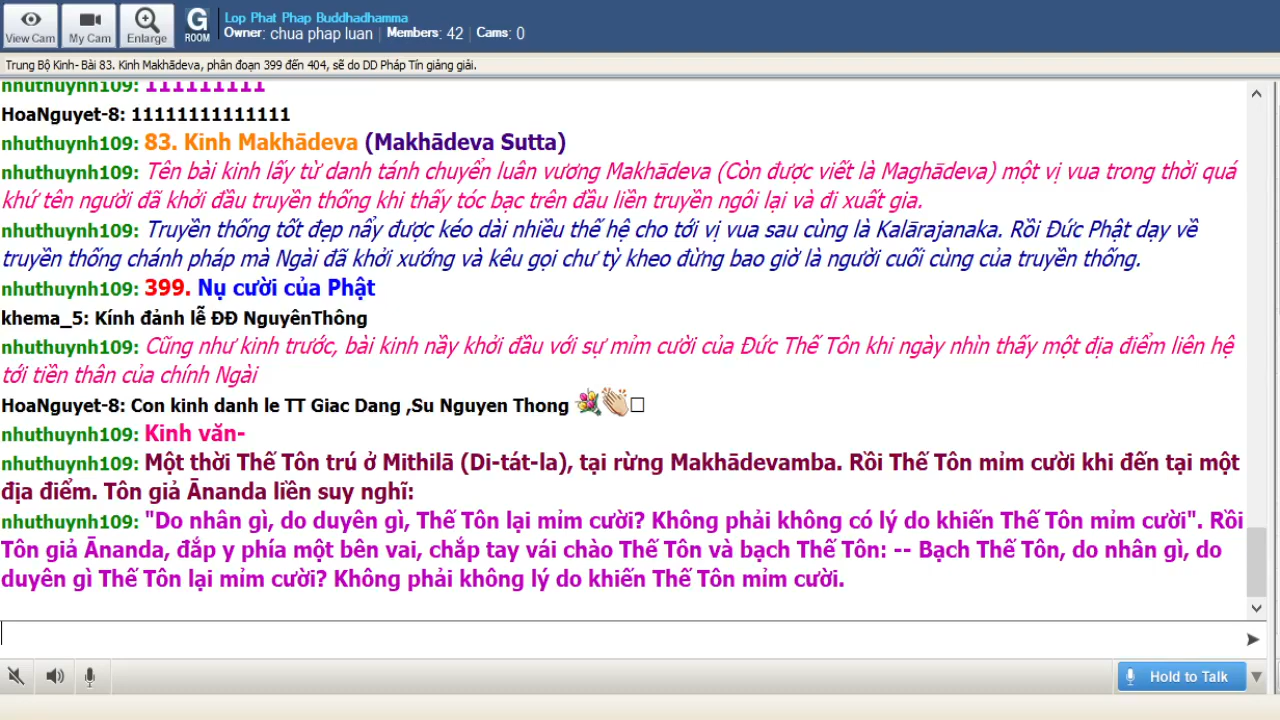 View Cam
My Cam
Enlarge
G
ROOM
Lop Phat Phap Buddhadhamma
Owner: chua phap luan | Members: 42 | Cams: 0
Trung Bộ Kinh- Bài 83. Kinh Makhādeva, phân đoạn 399 đến 404, sẽ do DD Pháp Tín giảng giải.
nhuthuynh109: 111111111
HoaNguyet-8: 11111111111111
nhuthuynh109: 83. Kinh Makhādeva (Makhādeva Sutta)
nhuthuynh109: Tên bài kinh lấy từ danh tánh chuyển luân vương Makhādeva (Còn được viết là Maghādeva) một vị vua trong thời quá
khứ tên người đã khởi đầu truyền thống khi thấy tóc bạc trên đầu liền truyền ngôi lại và đi xuất gia.
nhuthuynh109: Truyền thống tốt đẹp nẩy được kéo dài nhiều thế hệ cho tới vị vua sau cùng là Kalārajanaka. Rồi Đức Phật dạy về
truyền thống chánh pháp mà Ngài đã khởi xướng và kêu gọi chư tỳ kheo đừng bao giờ là người cuối cùng của truyền thống.
nhuthuynh109: 399. Nụ cười của Phật
khema_5: Kính đảnh lễ ĐĐ NguyênThông
nhuthuynh109: Cũng như kinh trước, bài kinh nầy khởi đầu với sự mỉm cười của Đức Thế Tôn khi ngày nhìn thấy một địa điểm liên hệ
tới tiền thân của chính Ngài
HoaNguyet-8: Con kinh danh le TT Giac Dang ,Su Nguyen Thong
nhuthuynh109: Kinh văn-
nhuthuynh109: Một thời Thế Tôn trú ở Mithilā (Di-tát-la), tại rừng Makhādevamba. Rồi Thế Tôn mỉm cười khi đến tại một
địa điểm. Tôn giả Ānanda liền suy nghĩ:
nhuthuynh109: "Do nhân gì, do duyên gì, Thế Tôn lại mỉm cười? Không phải không có lý do khiến Thế Tôn mỉm cười". Rồi
Tôn giả Ānanda, đắp y phía một bên vai, chắp tay vái chào Thế Tôn và bạch Thế Tôn: -- Bạch Thế Tôn, do nhân gì, do
duyên gì Thế Tôn lại mỉm cười? Không phải không lý do khiến Thế Tôn mỉm cười.
Hold to Talk